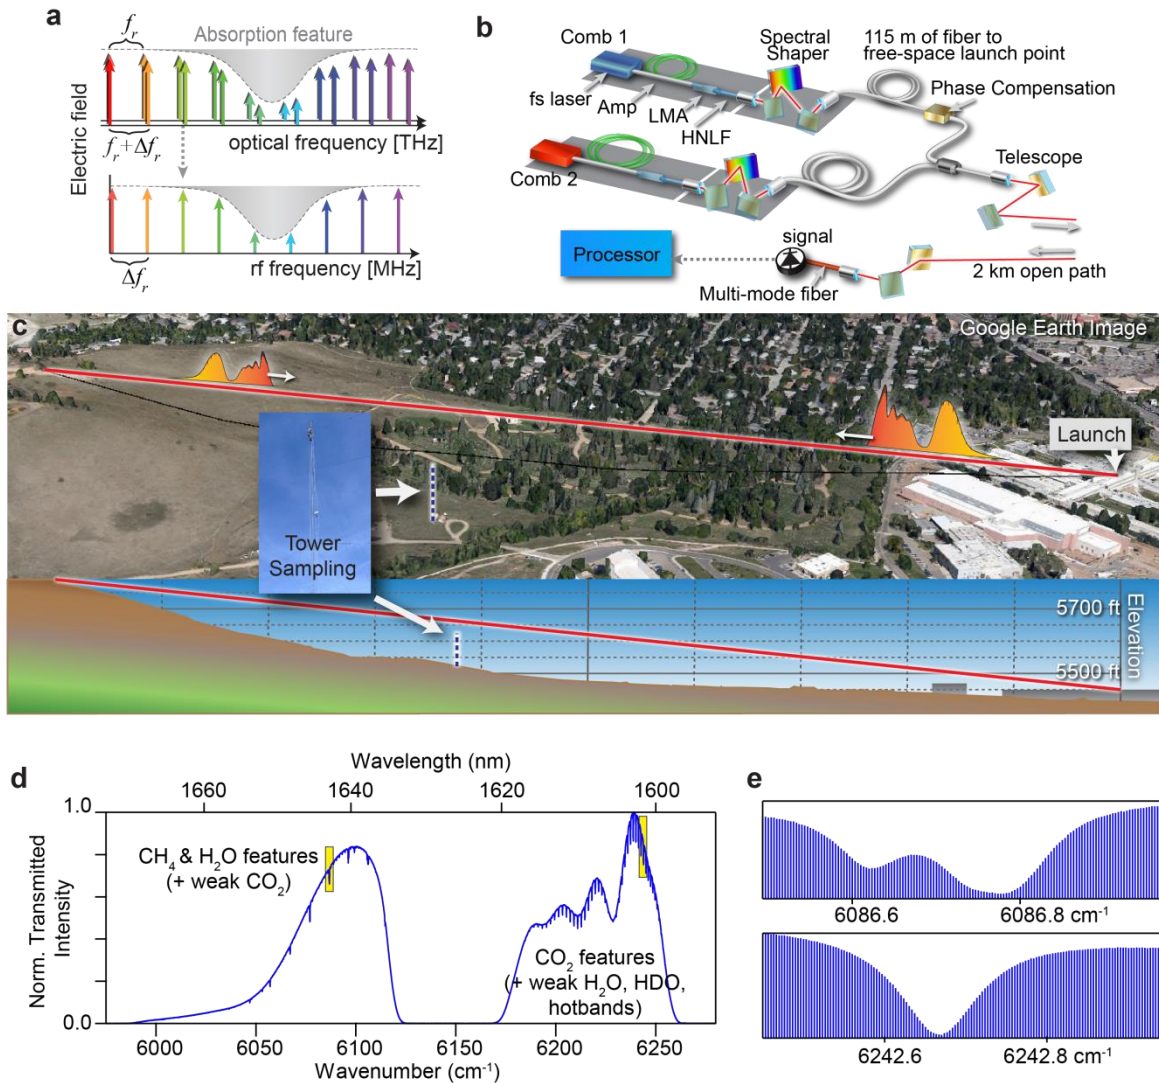 a
f_r
Absorption feature
f_r + Δf_r
optical frequency [THz]
Electric field
Δf_r
rf frequency [MHz]
b
Comb 1
Spectral
Shaper
115 m of fiber to
free-space launch point
Phase Compensation
fs laser
Amp
LMA
HNLF
Comb 2
Telescope
Processor
signal
Multi-mode fiber
2 km open path
c
Google Earth Image
Launch
Tower
Sampling
5700 ft
5500 ft
Elevation
d
Wavelength (nm)
1660
1640
1620
1600
1.0
0.0
Norm. Transmitted
Intensity
CH₄ & H₂O features
(+ weak CO₂)
CO₂ features
(+ weak H₂O, HDO,
hotbands)
6000
6050
6100
6150
6200
6250
Wavenumber (cm⁻¹)
e
6086.6
6086.8 cm⁻¹
6242.6
6242.8 cm⁻¹